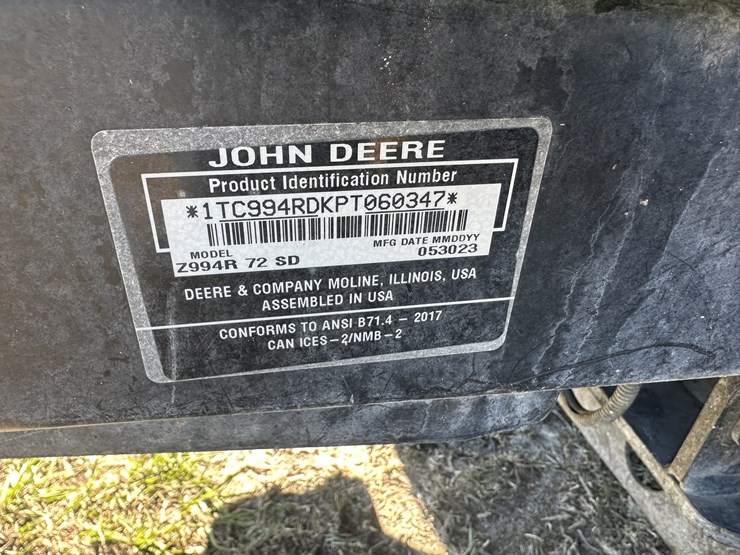 JOHN DEERE
Product Identification Number
*1TC994RDKPT060347*
MODEL MFG DATE MMDDYY
Z994R 72 SD 053023
DEERE & COMPANY MOLINE, ILLINOIS, USA
ASSEMBLED IN USA
CONFORMS TO ANSI B71.4 – 2017
CAN ICES–2/NMB–2